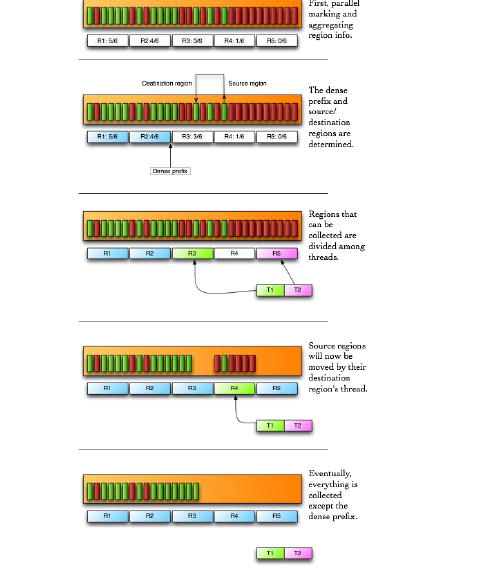 First, parallel
marking and
aggregating
region info.
R1: 5/6 R2:4/6 R3: 3/6 R4: 1/6 R5: 0/6
Destination region Source region
The dense
prefix and
source/
destination
regions are
determined.
R1: 5/6 R2:4/6 R3: 3/6 R4: 1/6 R5: 0/6
Dense prefix
Regions that
can be
collected are
divided among
threads.
R1 R2 R3 R4 R5
T1 T2
Source regions
will now be
moved by their
destination
region's thread.
R1 R2 R3 R4 R5
T1 T2
Eventually,
everything is
collected
except the
dense prefix.
R1 R2 R3 R4 R5
T1 T2